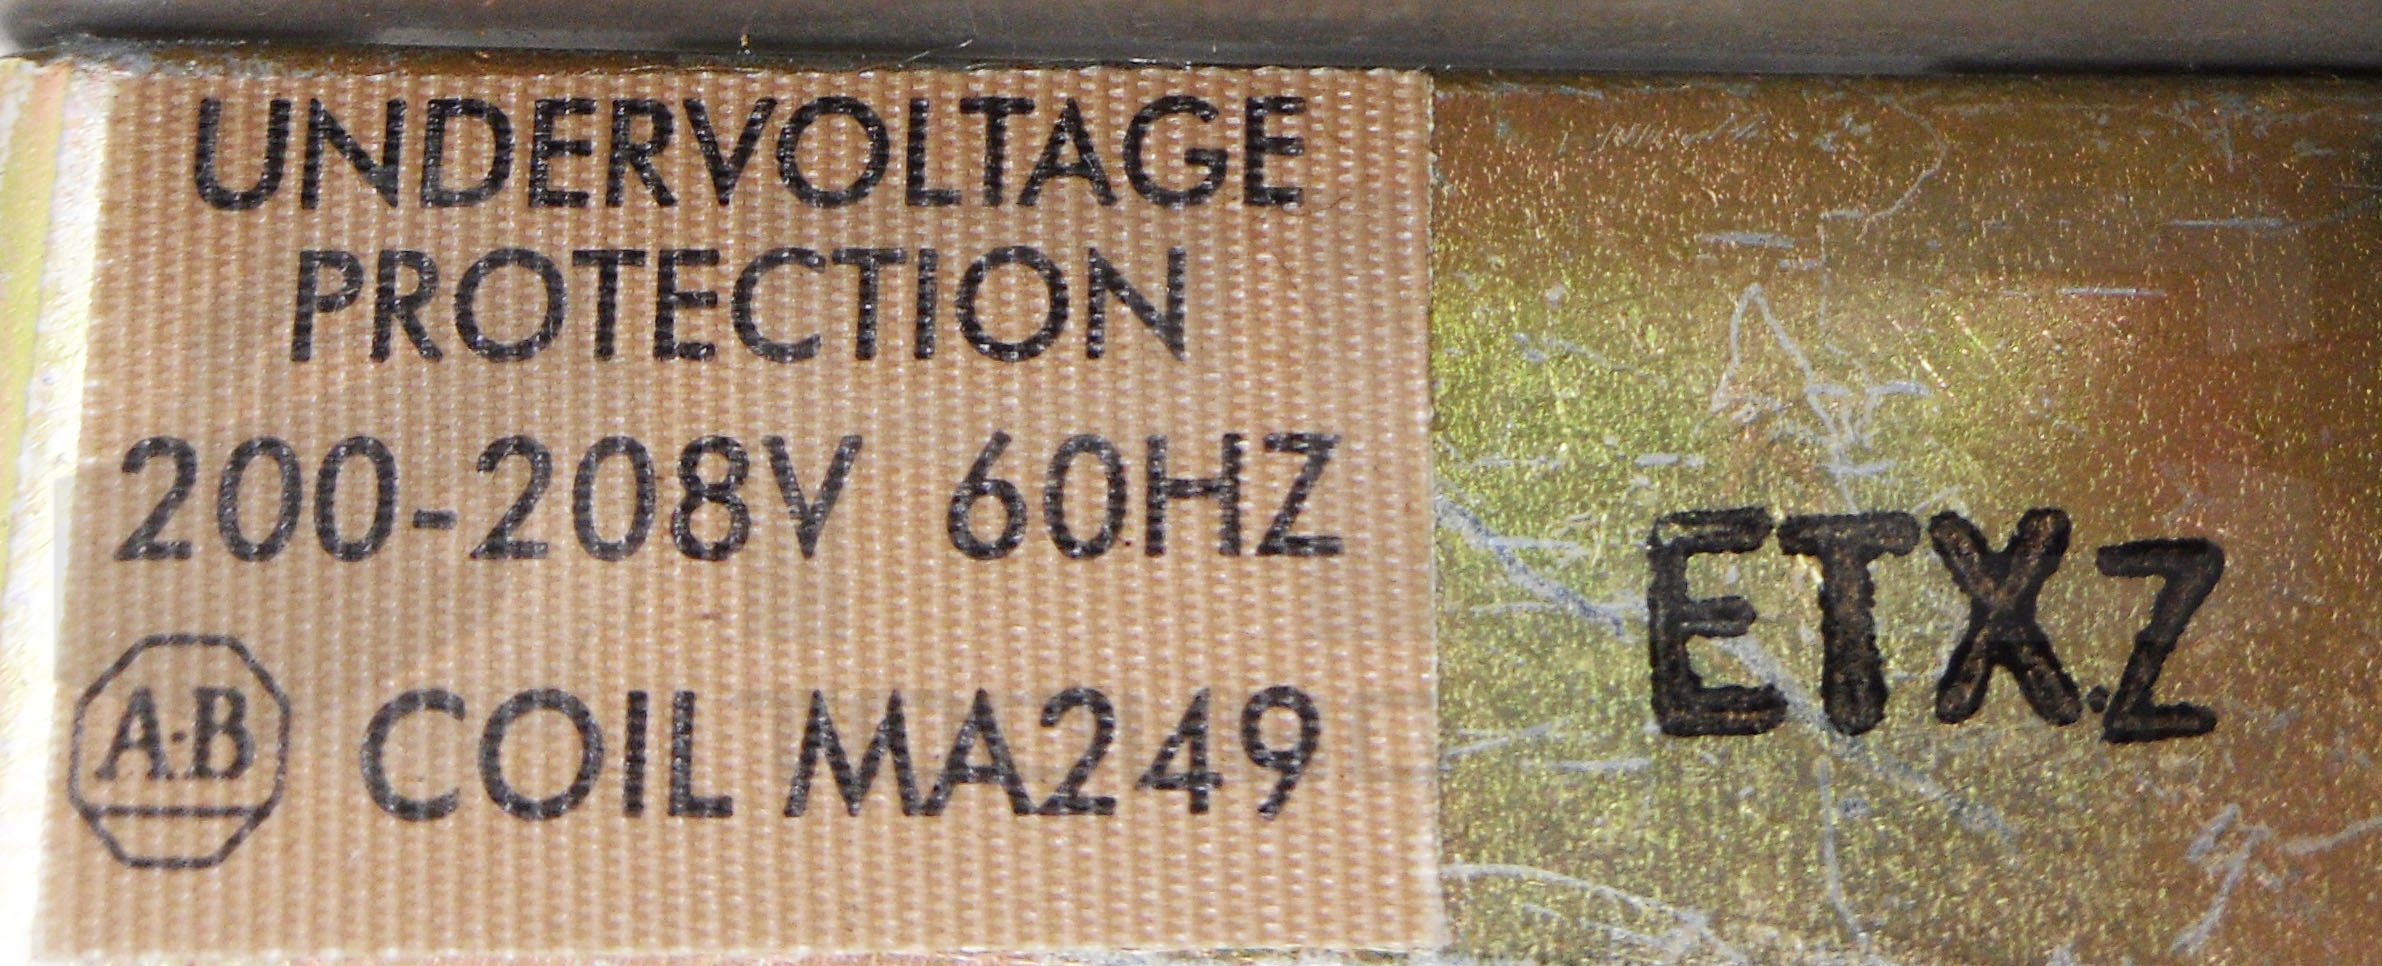 UNDERVOLTAGE
PROTECTION
200-208V 60HZ
A-B COIL MA249
ETX.Z